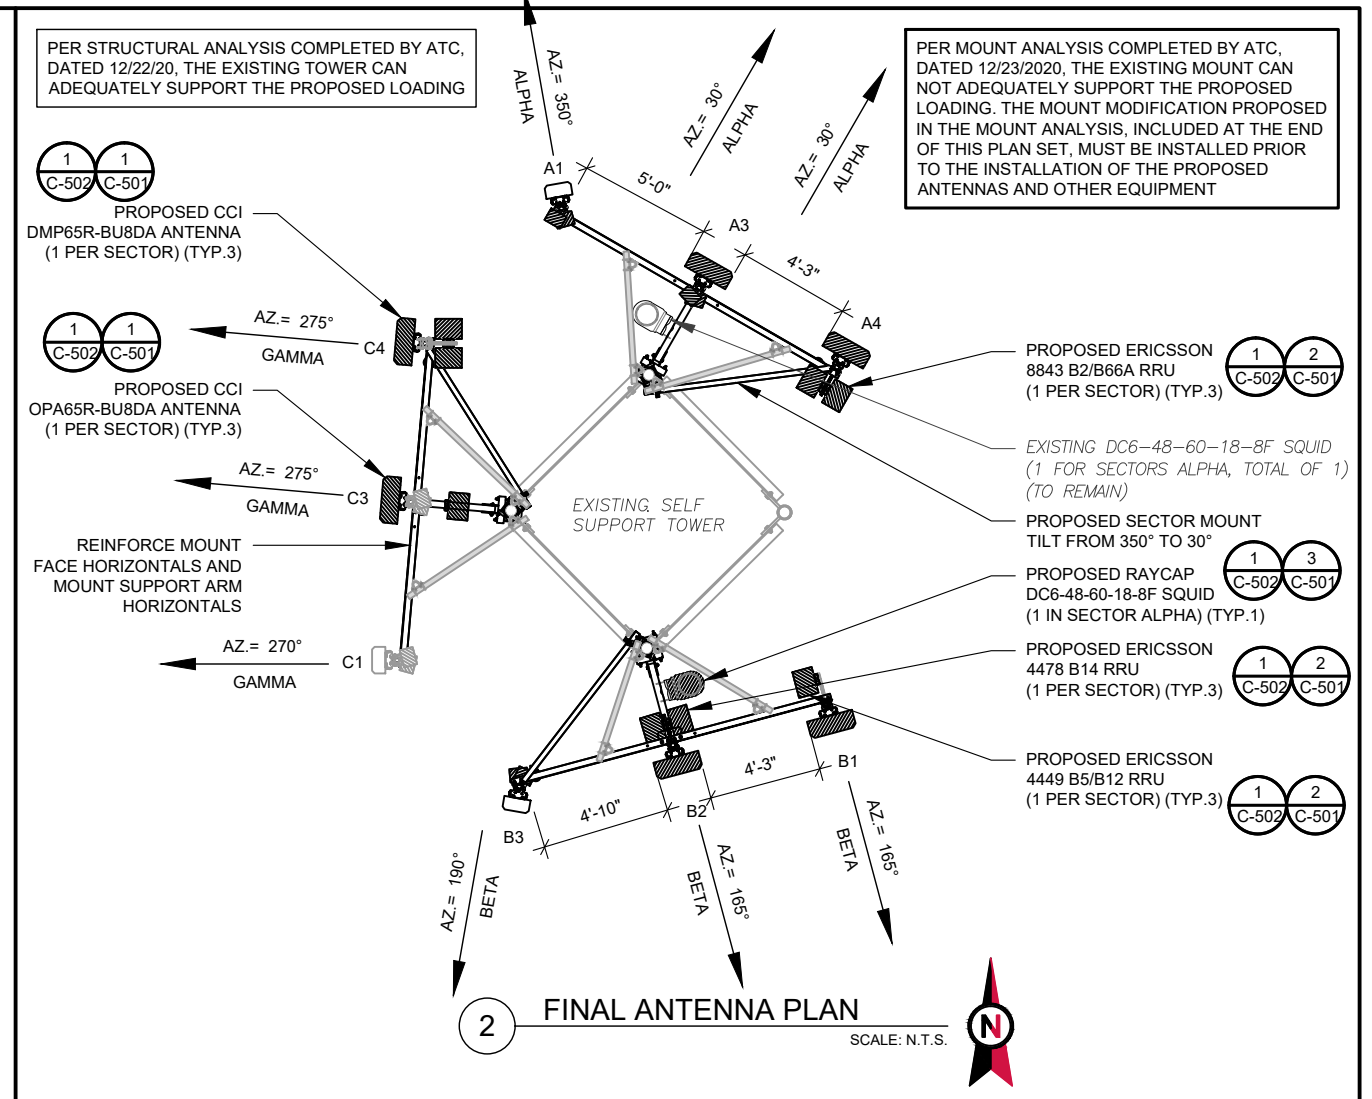 PER STRUCTURAL ANALYSIS COMPLETED BY ATC,
DATED 12/22/20, THE EXISTING TOWER CAN
ADEQUATELY SUPPORT THE PROPOSED LOADING
PER MOUNT ANALYSIS COMPLETED BY ATC,
DATED 12/23/2020, THE EXISTING MOUNT CAN
NOT ADEQUATELY SUPPORT THE PROPOSED
LOADING. THE MOUNT MODIFICATION PROPOSED
IN THE MOUNT ANALYSIS, INCLUDED AT THE END
OF THIS PLAN SET, MUST BE INSTALLED PRIOR
TO THE INSTALLATION OF THE PROPOSED
ANTENNAS AND OTHER EQUIPMENT
AZ.= 350°
ALPHA
AZ.= 30°
ALPHA
AZ.= 30°
ALPHA
A1
5'-0"
A3
4'-3"
A4
1
C-502
1
C-501
PROPOSED CCI
DMP65R-BU8DA ANTENNA
(1 PER SECTOR) (TYP.3)
AZ.= 275°
GAMMA
C4
1
C-502
1
C-501
PROPOSED CCI
OPA65R-BU8DA ANTENNA
(1 PER SECTOR) (TYP.3)
AZ.= 275°
GAMMA
C3
REINFORCE MOUNT
FACE HORIZONTALS AND
MOUNT SUPPORT ARM
HORIZONTALS
AZ.= 270°
GAMMA
C1
EXISTING SELF
SUPPORT TOWER
PROPOSED ERICSSON
8843 B2/B66A RRU
(1 PER SECTOR) (TYP.3)
1
C-502
2
C-501
EXISTING DC6-48-60-18-8F SQUID
(1 FOR SECTORS ALPHA, TOTAL OF 1)
(TO REMAIN)
PROPOSED SECTOR MOUNT
TILT FROM 350° TO 30°
PROPOSED RAYCAP
DC6-48-60-18-8F SQUID
(1 IN SECTOR ALPHA) (TYP.1)
1
C-502
3
C-501
PROPOSED ERICSSON
4478 B14 RRU
(1 PER SECTOR) (TYP.3)
1
C-502
2
C-501
PROPOSED ERICSSON
4449 B5/B12 RRU
(1 PER SECTOR) (TYP.3)
1
C-502
2
C-501
B3
4'-10"
B2
4'-3"
B1
AZ.= 190°
BETA
AZ.= 165°
BETA
AZ.= 165°
BETA
2
FINAL ANTENNA PLAN
SCALE: N.T.S.
N